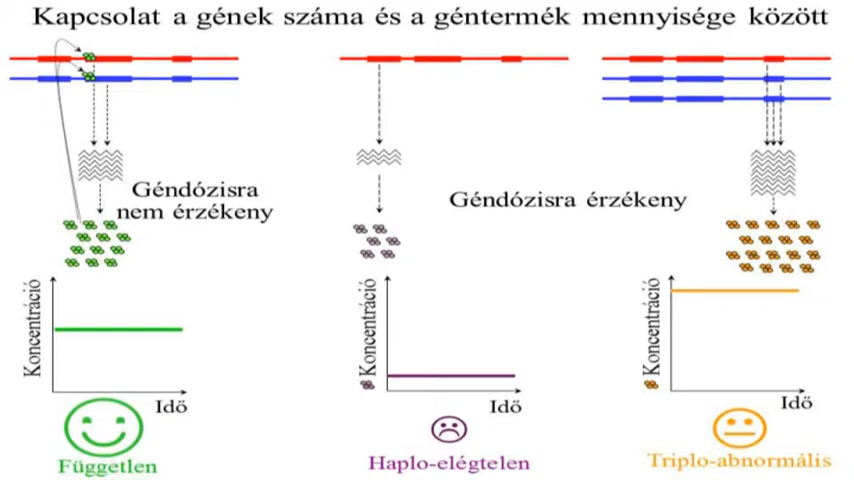 Kapcsolat a gének száma és a géntermék mennyisége között
Géndózisra
nem érzékeny
Géndózisra érzékeny
Koncentráció
Idő
Független
Koncentráció
Idő
Haplo-elégtelen
Koncentráció
Idő
Triplo-abnormális